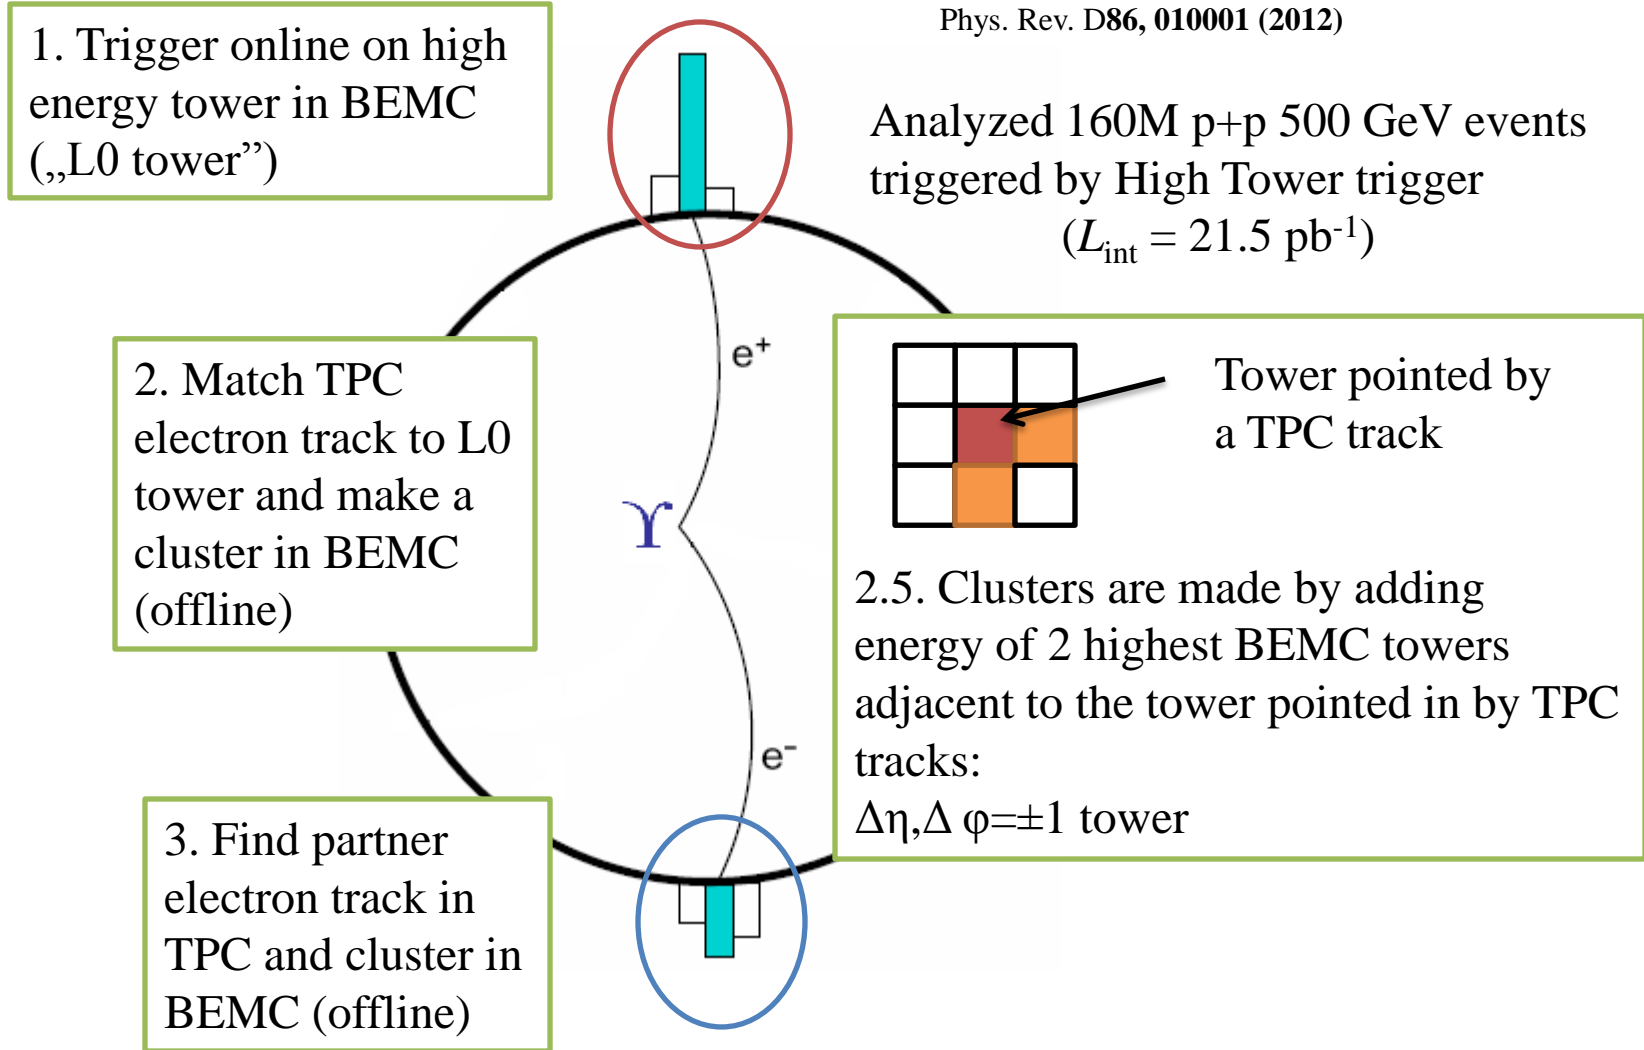 Phys. Rev. D86, 010001 (2012)
1. Trigger online on high
energy tower in BEMC
(„L0 tower”)
Analyzed 160M p+p 500 GeV events
triggered by High Tower trigger
(Lint = 21.5 pb-1)
e+
2. Match TPC
electron track to L0
tower and make a
cluster in BEMC
(offline)
Tower pointed by
a TPC track
ϒ
2.5. Clusters are made by adding
energy of 2 highest BEMC towers
adjacent to the tower pointed in by TPC
tracks:
Δη,Δ φ=±1 tower
e-
3. Find partner
electron track in
TPC and cluster in
BEMC (offline)